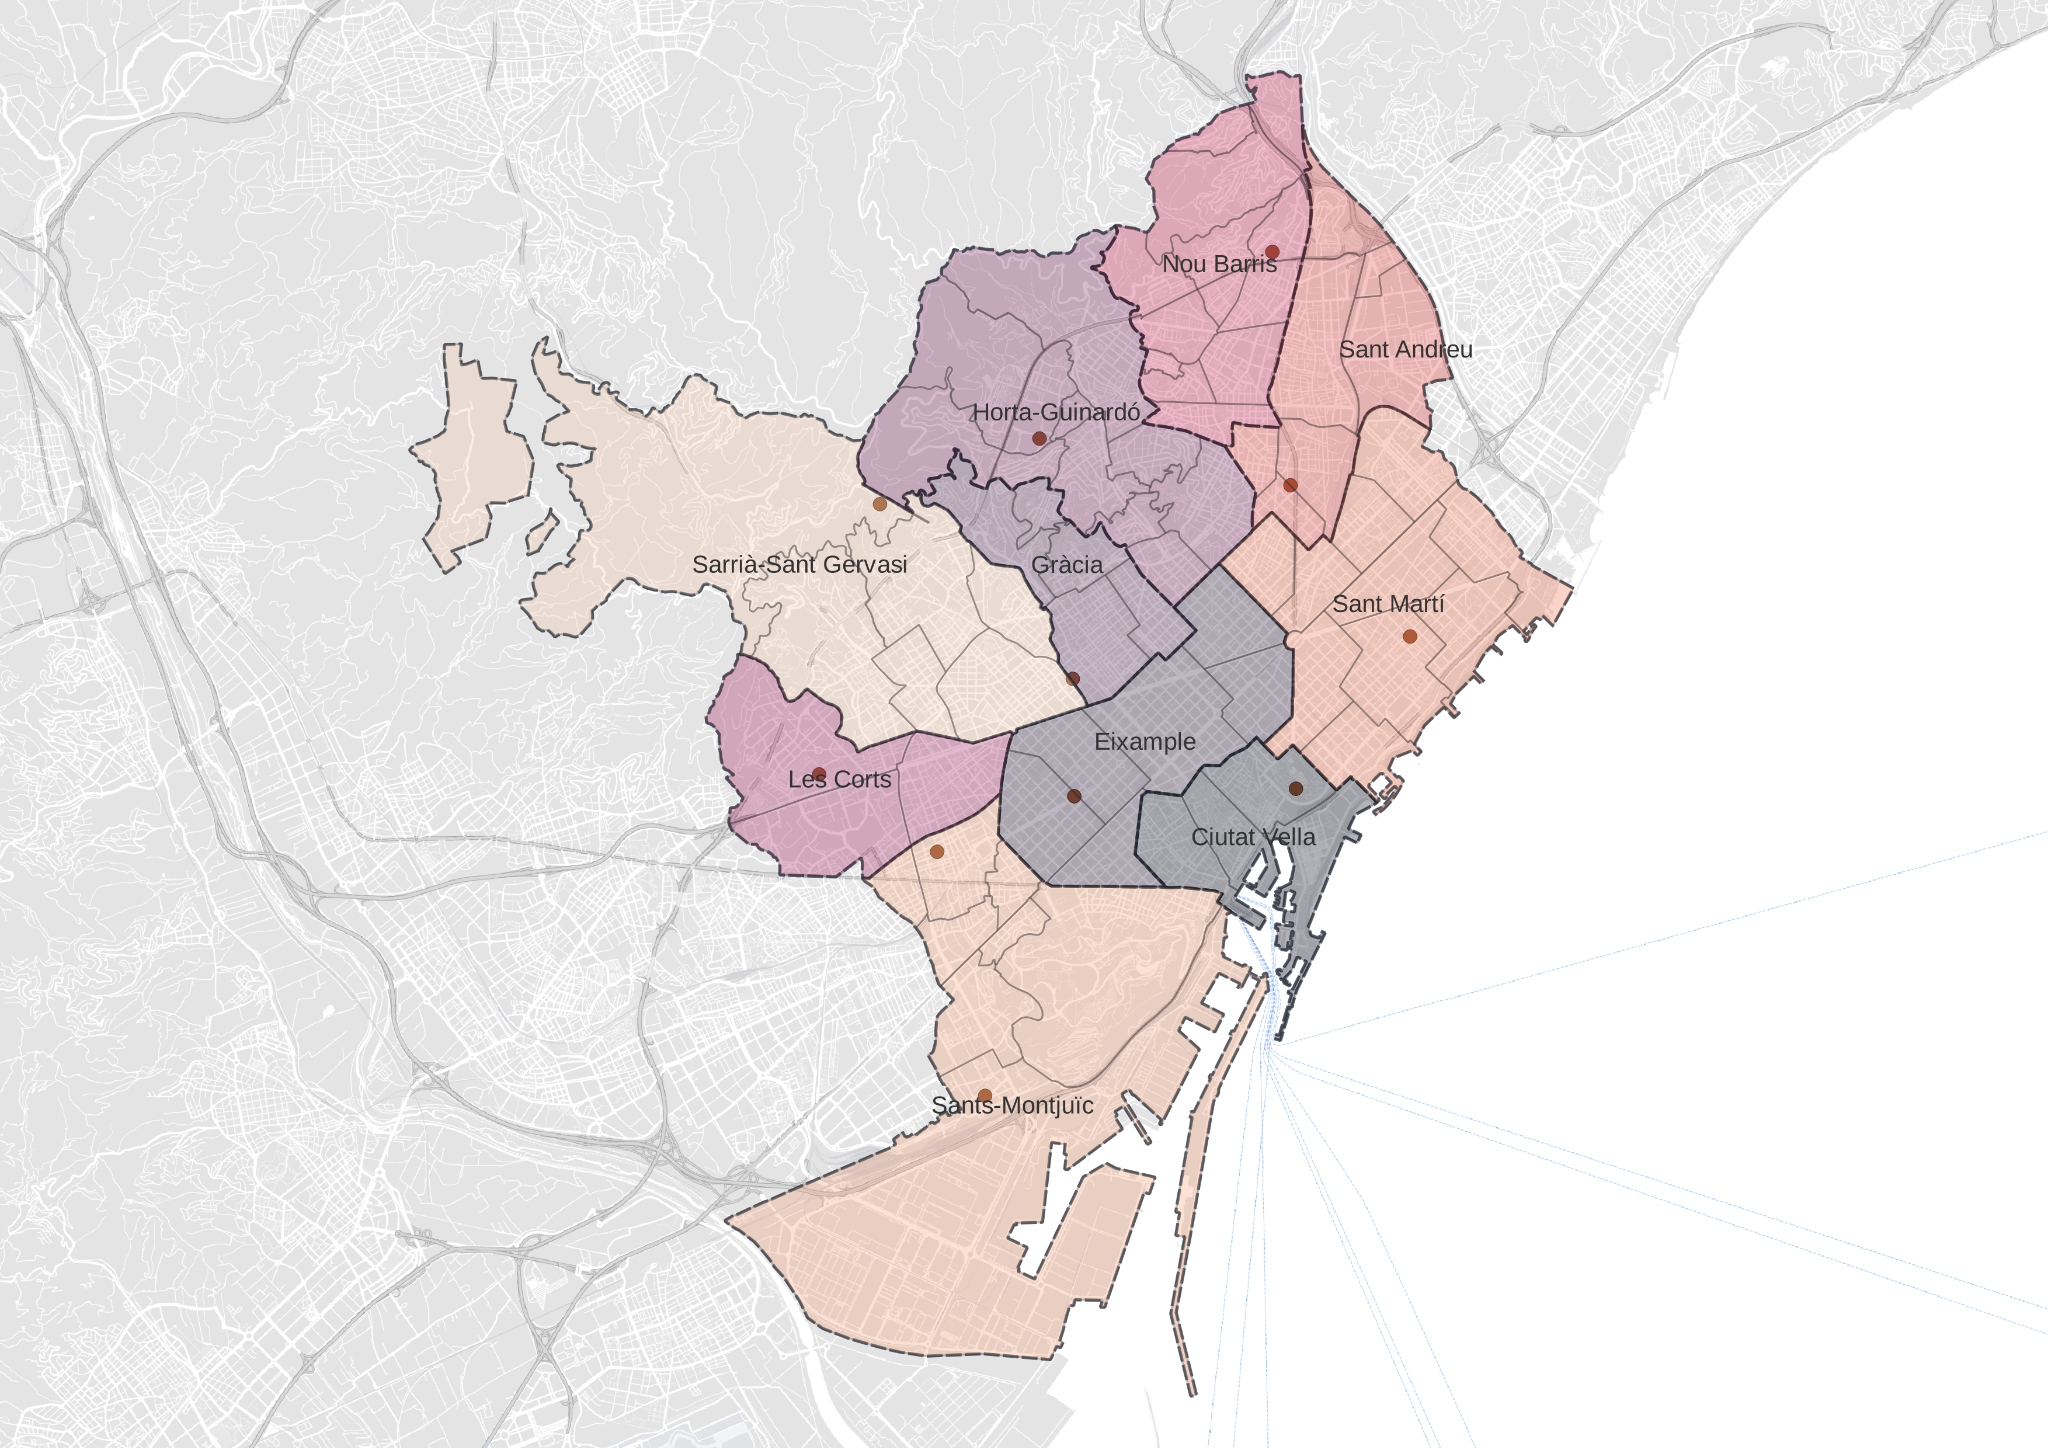 Nou Barris
Sant Andreu
Horta-Guinardó
Sarrià-Sant Gervasi
Gràcia
Sant Martí
Eixample
Les Corts
Ciutat Vella
Sants-Montjuïc